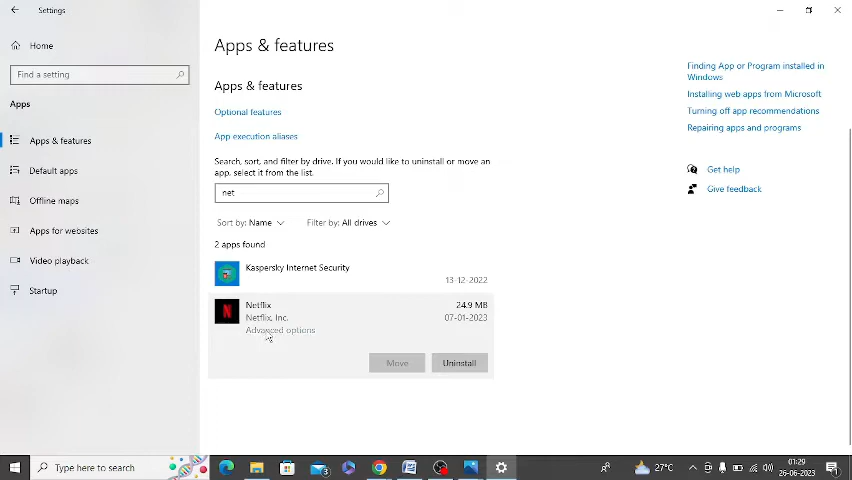 Settings
Home
Find a setting
Apps
Apps & features
Default apps
Offline maps
Apps for websites
Video playback
Startup
Apps & features
Apps & features
Optional features
App execution aliases
Search, sort, and filter by drive. If you would like to uninstall or move an
app, select it from the list.
net
Sort by: Name
Filter by: All drives
2 apps found
Kaspersky Internet Security
13-12-2022
Netflix
24.9 MB
Netflix, Inc.
07-01-2023
Advanced options
Move
Uninstall
Finding App or Program installed in
Windows
Installing web apps from Microsoft
Turning off app recommendations
Repairing apps and programs
Get help
Give feedback
Type here to search
3
27°C
01:29
26-06-2023